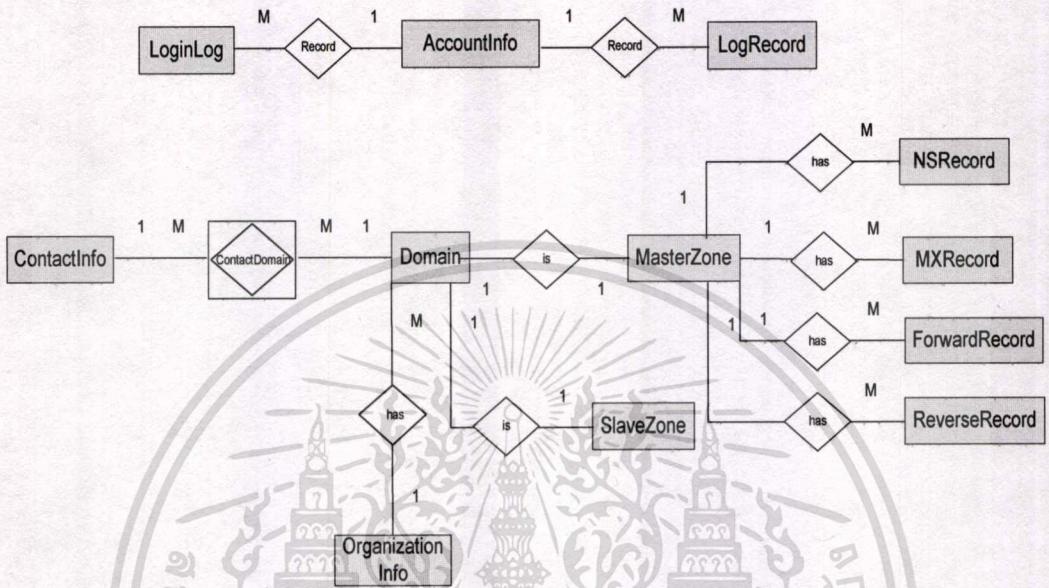 M 1 1 M
LoginLog Record AccountInfo Record LogRecord
M
has NSRecord
1
1 M M 1 1 M
ContactInfo ContactDomain Domain is MasterZone has MXRecord
1 1
M 1 1 1 M
has ForwardRecord
M
1
has is SlaveZone has ReverseRecord
1
Organization
Info